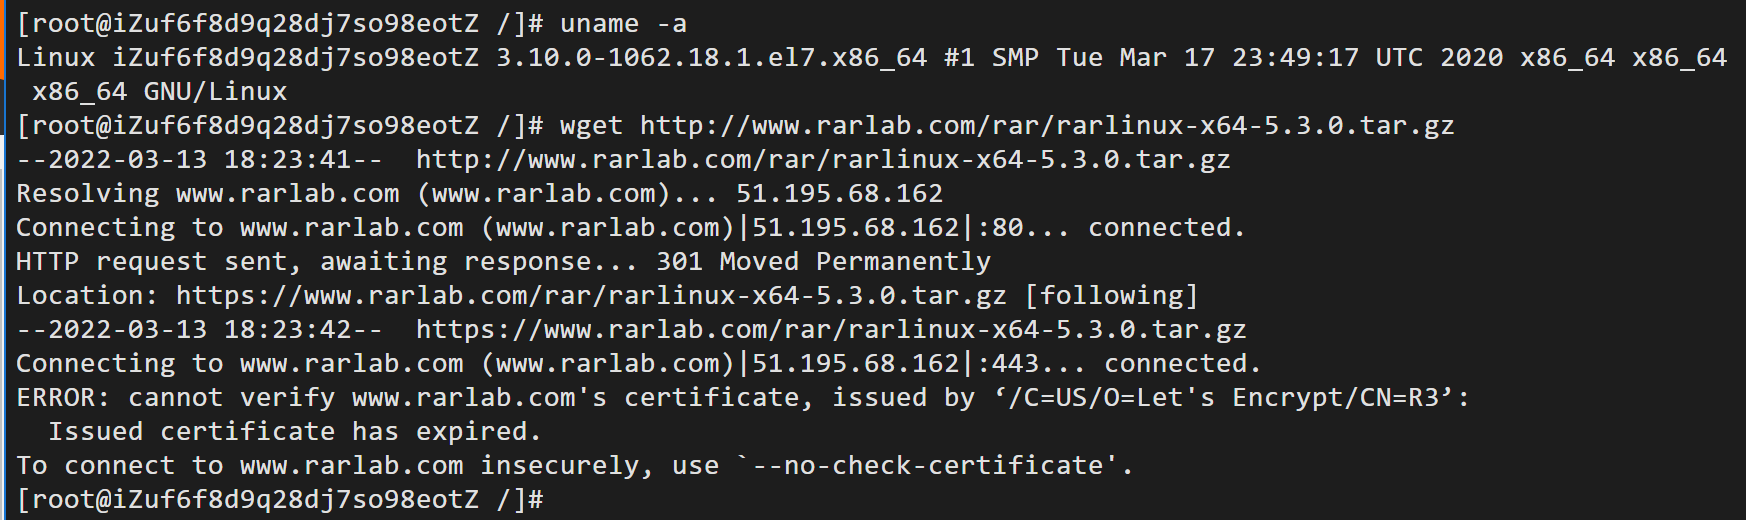 [root@iZuf6f8d9q28dj7so98eotZ /]# uname -a
Linux iZuf6f8d9q28dj7so98eotZ 3.10.0-1062.18.1.el7.x86_64 #1 SMP Tue Mar 17 23:49:17 UTC 2020 x86_64 x86_64
 x86_64 GNU/Linux
[root@iZuf6f8d9q28dj7so98eotZ /]# wget http://www.rarlab.com/rar/rarlinux-x64-5.3.0.tar.gz
--2022-03-13 18:23:41--  http://www.rarlab.com/rar/rarlinux-x64-5.3.0.tar.gz
Resolving www.rarlab.com (www.rarlab.com)... 51.195.68.162
Connecting to www.rarlab.com (www.rarlab.com)|51.195.68.162|:80... connected.
HTTP request sent, awaiting response... 301 Moved Permanently
Location: https://www.rarlab.com/rar/rarlinux-x64-5.3.0.tar.gz [following]
--2022-03-13 18:23:42--  https://www.rarlab.com/rar/rarlinux-x64-5.3.0.tar.gz
Connecting to www.rarlab.com (www.rarlab.com)|51.195.68.162|:443... connected.
ERROR: cannot verify www.rarlab.com's certificate, issued by ‘/C=US/O=Let's Encrypt/CN=R3’:
  Issued certificate has expired.
To connect to www.rarlab.com insecurely, use `--no-check-certificate'.
[root@iZuf6f8d9q28dj7so98eotZ /]#